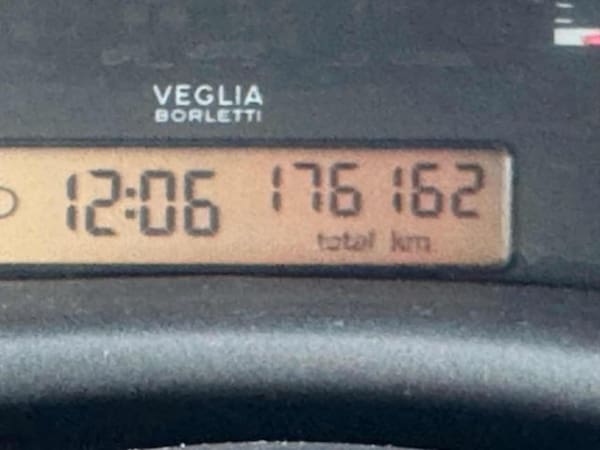 VEGLIA
BORLETTI
12:06 176162
total km